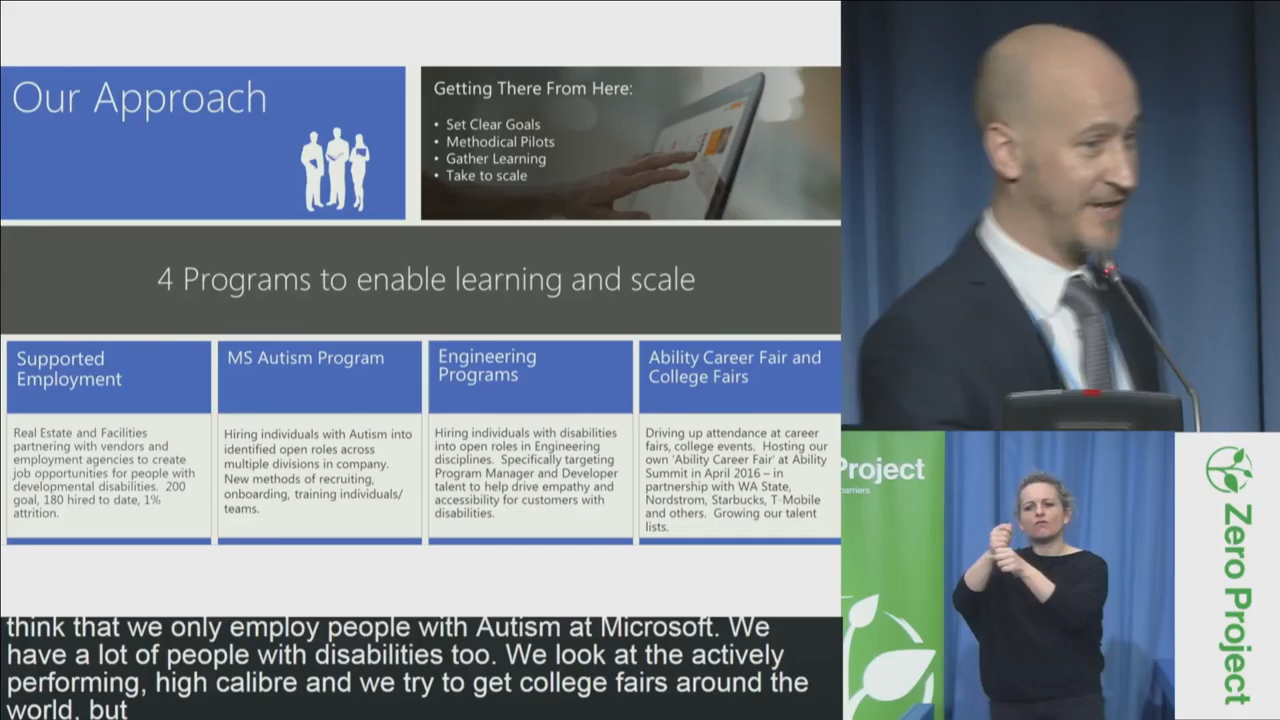 Our Approach
Getting There From Here:
• Set Clear Goals
• Methodical Pilots
• Gather Learning
• Take to scale
4 Programs to enable learning and scale
Supported
Employment
Real Estate and Facilities
partnering with vendors and
employment agencies to create
job opportunities for people with
developmental disabilities.  200
goal, 180 hired to date, 1%
attrition.
MS Autism Program
Hiring individuals with Autism into
identified open roles across
multiple divisions in company.
New methods of recruiting,
onboarding, training individuals/
teams.
Engineering
Programs
Hiring individuals with disabilities
into open roles in Engineering
disciplines.  Specifically targeting
Program Manager and Developer
talent to help drive empathy and
accessibility for customers with
disabilities.
Ability Career Fair and
College Fairs
Driving up attendance at career
fairs, college events.  Hosting our
own 'Ability Career Fair' at Ability
Summit in April 2016 – in
partnership with WA State,
Nordstrom, Starbucks, T-Mobile
and others.  Growing our talent
lists.
think that we only employ people with Autism at Microsoft. We
have a lot of people with disabilities too. We look at the actively
performing, high calibre and we try to get college fairs around the
world, but
Project
barriers
Zero Project